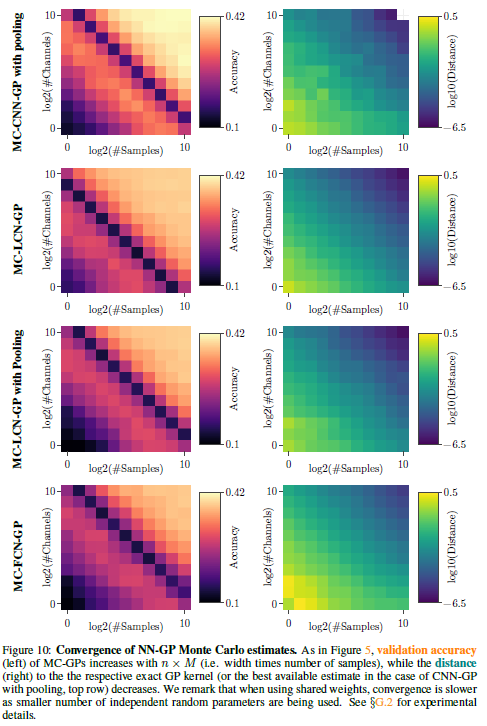 MC-CNN-GP with pooling
10
log2(#Channels)
0
0
log2(#Samples)
10
0.42
Accuracy
0.1
10
log2(#Channels)
0
0
log2(#Samples)
10
0.5
log10(Distance)
−6.5
MC-LCN-GP
10
log2(#Channels)
0
0
log2(#Samples)
10
0.42
Accuracy
0.1
10
log2(#Channels)
0
0
log2(#Samples)
10
0.5
log10(Distance)
−6.5
MC-LCN-GP with Pooling
10
log2(#Channels)
0
0
log2(#Samples)
10
0.42
Accuracy
0.1
10
log2(#Channels)
0
0
log2(#Samples)
10
0.5
log10(Distance)
−6.5
MC-FCN-GP
10
log2(#Channels)
0
0
log2(#Samples)
10
0.42
Accuracy
0.1
10
log2(#Channels)
0
0
log2(#Samples)
10
0.5
log10(Distance)
−6.5
Figure 10: Convergence of NN-GP Monte Carlo estimates. As in Figure 5, validation accuracy
(left) of MC-GPs increases with n × M (i.e. width times number of samples), while the distance
(right) to the the respective exact GP kernel (or the best available estimate in the case of CNN-GP
with pooling, top row) decreases. We remark that when using shared weights, convergence is slower
as smaller number of independent random parameters are being used. See §G.2 for experimental
details.